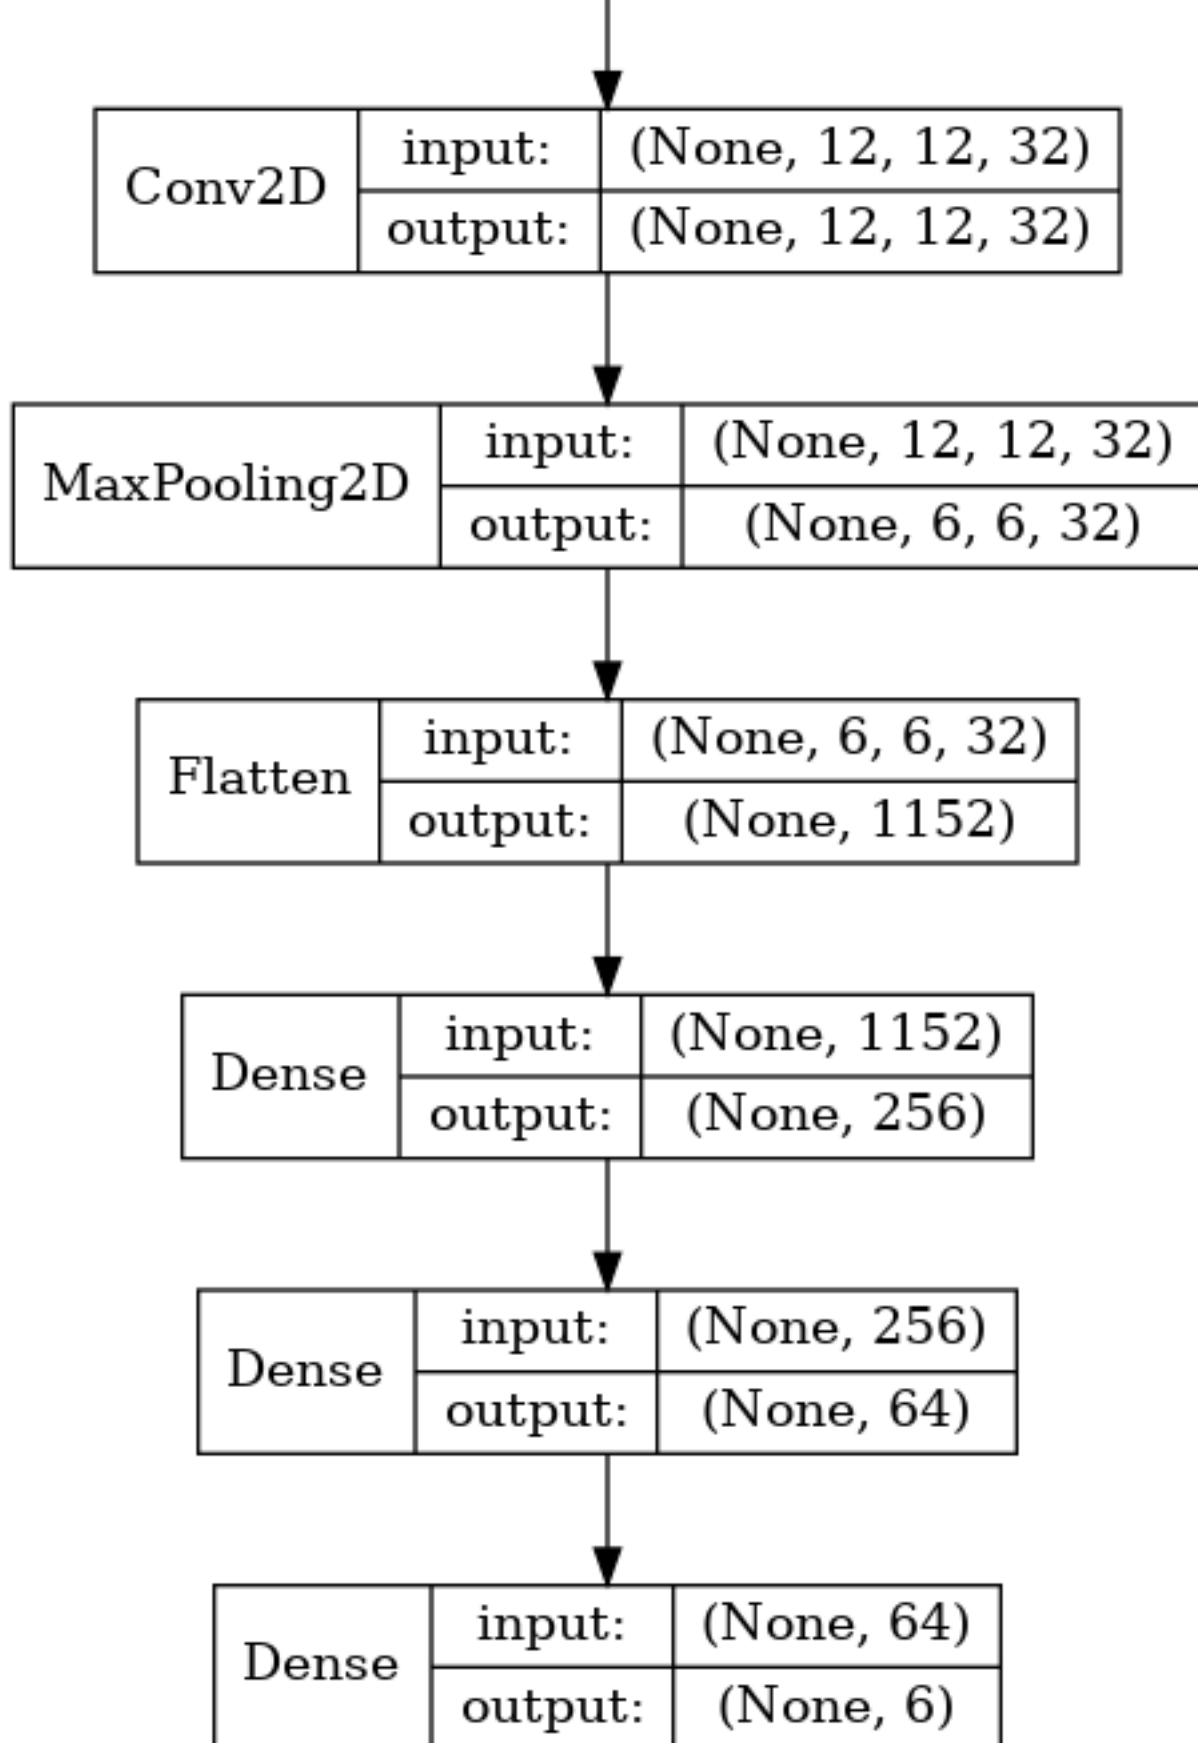 Conv2D
input:
(None, 12, 12, 32)
output:
(None, 12, 12, 32)
MaxPooling2D
input:
(None, 12, 12, 32)
output:
(None, 6, 6, 32)
Flatten
input:
(None, 6, 6, 32)
output:
(None, 1152)
Dense
input:
(None, 1152)
output:
(None, 256)
Dense
input:
(None, 256)
output:
(None, 64)
Dense
input:
(None, 64)
output:
(None, 6)